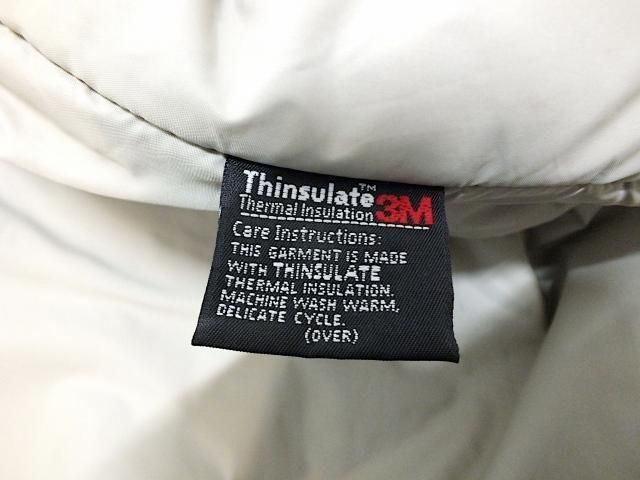 Thinsulate™
Thermal Insulation 3M
Care Instructions:
THIS GARMENT IS MADE
WITH THINSULATE
THERMAL INSULATION.
MACHINE WASH WARM,
DELICATE CYCLE.
(OVER)